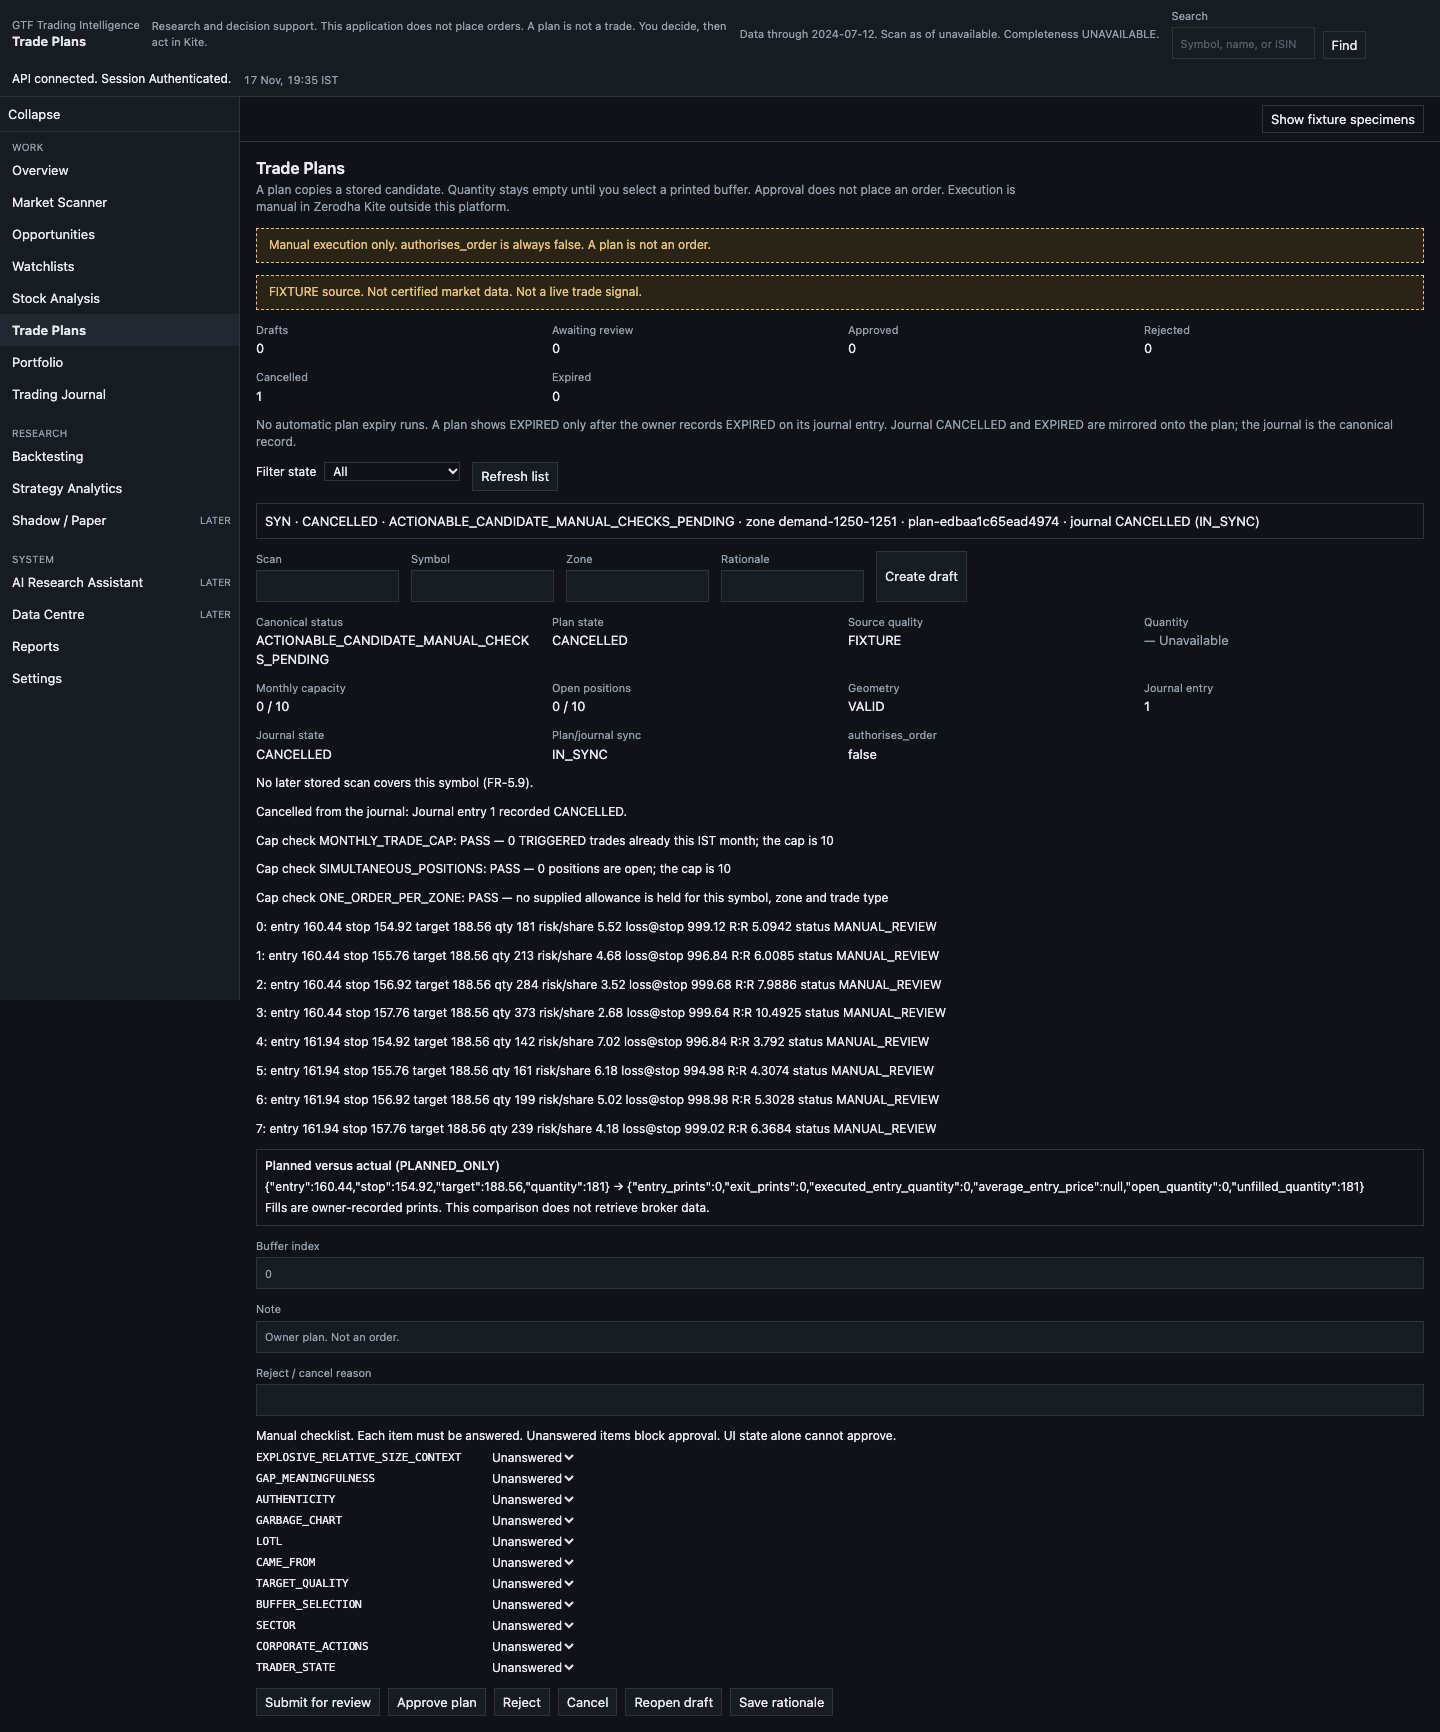 GTF Trading Intelligence
Trade Plans
Research and decision support. This application does not place orders. A plan is not a trade. You decide, then
act in Kite.
Data through 2024-07-12. Scan as of unavailable. Completeness UNAVAILABLE.
Search
Symbol, name, or ISIN
Find
API connected. Session Authenticated.
17 Nov, 19:35 IST
Collapse
WORK
Overview
Market Scanner
Opportunities
Watchlists
Stock Analysis
Trade Plans
Portfolio
Trading Journal
RESEARCH
Backtesting
Strategy Analytics
Shadow / Paper LATER
SYSTEM
AI Research Assistant LATER
Data Centre LATER
Reports
Settings
Show fixture specimens
Trade Plans
A plan copies a stored candidate. Quantity stays empty until you select a printed buffer. Approval does not place an order. Execution is
manual in Zerodha Kite outside this platform.
Manual execution only. authorises_order is always false. A plan is not an order.
FIXTURE source. Not certified market data. Not a live trade signal.
Drafts Awaiting review Approved Rejected
0 0 0 0
Cancelled Expired
1 0
No automatic plan expiry runs. A plan shows EXPIRED only after the owner records EXPIRED on its journal entry. Journal CANCELLED and EXPIRED are mirrored onto the plan; the journal is the canonical
record.
Filter state All Refresh list
SYN · CANCELLED · ACTIONABLE_CANDIDATE_MANUAL_CHECKS_PENDING · zone demand-1250-1251 · plan-edbaa1c65ead4974 · journal CANCELLED (IN_SYNC)
Scan Symbol Zone Rationale
Create draft
Canonical status Plan state Source quality Quantity
ACTIONABLE_CANDIDATE_MANUAL_CHECK CANCELLED FIXTURE — Unavailable
S_PENDING
Monthly capacity Open positions Geometry Journal entry
0 / 10 0 / 10 VALID 1
Journal state Plan/journal sync authorises_order
CANCELLED IN_SYNC false
No later stored scan covers this symbol (FR-5.9).
Cancelled from the journal: Journal entry 1 recorded CANCELLED.
Cap check MONTHLY_TRADE_CAP: PASS — 0 TRIGGERED trades already this IST month; the cap is 10
Cap check SIMULTANEOUS_POSITIONS: PASS — 0 positions are open; the cap is 10
Cap check ONE_ORDER_PER_ZONE: PASS — no supplied allowance is held for this symbol, zone and trade type
0: entry 160.44 stop 154.92 target 188.56 qty 181 risk/share 5.52 loss@stop 999.12 R:R 5.0942 status MANUAL_REVIEW
1: entry 160.44 stop 155.76 target 188.56 qty 213 risk/share 4.68 loss@stop 996.84 R:R 6.0085 status MANUAL_REVIEW
2: entry 160.44 stop 156.92 target 188.56 qty 284 risk/share 3.52 loss@stop 999.68 R:R 7.9886 status MANUAL_REVIEW
3: entry 160.44 stop 157.76 target 188.56 qty 373 risk/share 2.68 loss@stop 999.64 R:R 10.4925 status MANUAL_REVIEW
4: entry 161.94 stop 154.92 target 188.56 qty 142 risk/share 7.02 loss@stop 996.84 R:R 3.792 status MANUAL_REVIEW
5: entry 161.94 stop 155.76 target 188.56 qty 161 risk/share 6.18 loss@stop 994.98 R:R 4.3074 status MANUAL_REVIEW
6: entry 161.94 stop 156.92 target 188.56 qty 199 risk/share 5.02 loss@stop 998.98 R:R 5.3028 status MANUAL_REVIEW
7: entry 161.94 stop 157.76 target 188.56 qty 239 risk/share 4.18 loss@stop 999.02 R:R 6.3684 status MANUAL_REVIEW
Planned versus actual (PLANNED_ONLY)
{"entry":160.44,"stop":154.92,"target":188.56,"quantity":181} → {"entry_prints":0,"exit_prints":0,"executed_entry_quantity":0,"average_entry_price":null,"open_quantity":0,"unfilled_quantity":181}
Fills are owner-recorded prints. This comparison does not retrieve broker data.
Buffer index
0
Note
Owner plan. Not an order.
Reject / cancel reason
Manual checklist. Each item must be answered. Unanswered items block approval. UI state alone cannot approve.
EXPLOSIVE_RELATIVE_SIZE_CONTEXT Unanswered
GAP_MEANINGFULNESS Unanswered
AUTHENTICITY Unanswered
GARBAGE_CHART Unanswered
LOTL Unanswered
CAME_FROM Unanswered
TARGET_QUALITY Unanswered
BUFFER_SELECTION Unanswered
SECTOR Unanswered
CORPORATE_ACTIONS Unanswered
TRADER_STATE Unanswered
Submit for review Approve plan Reject Cancel Reopen draft Save rationale